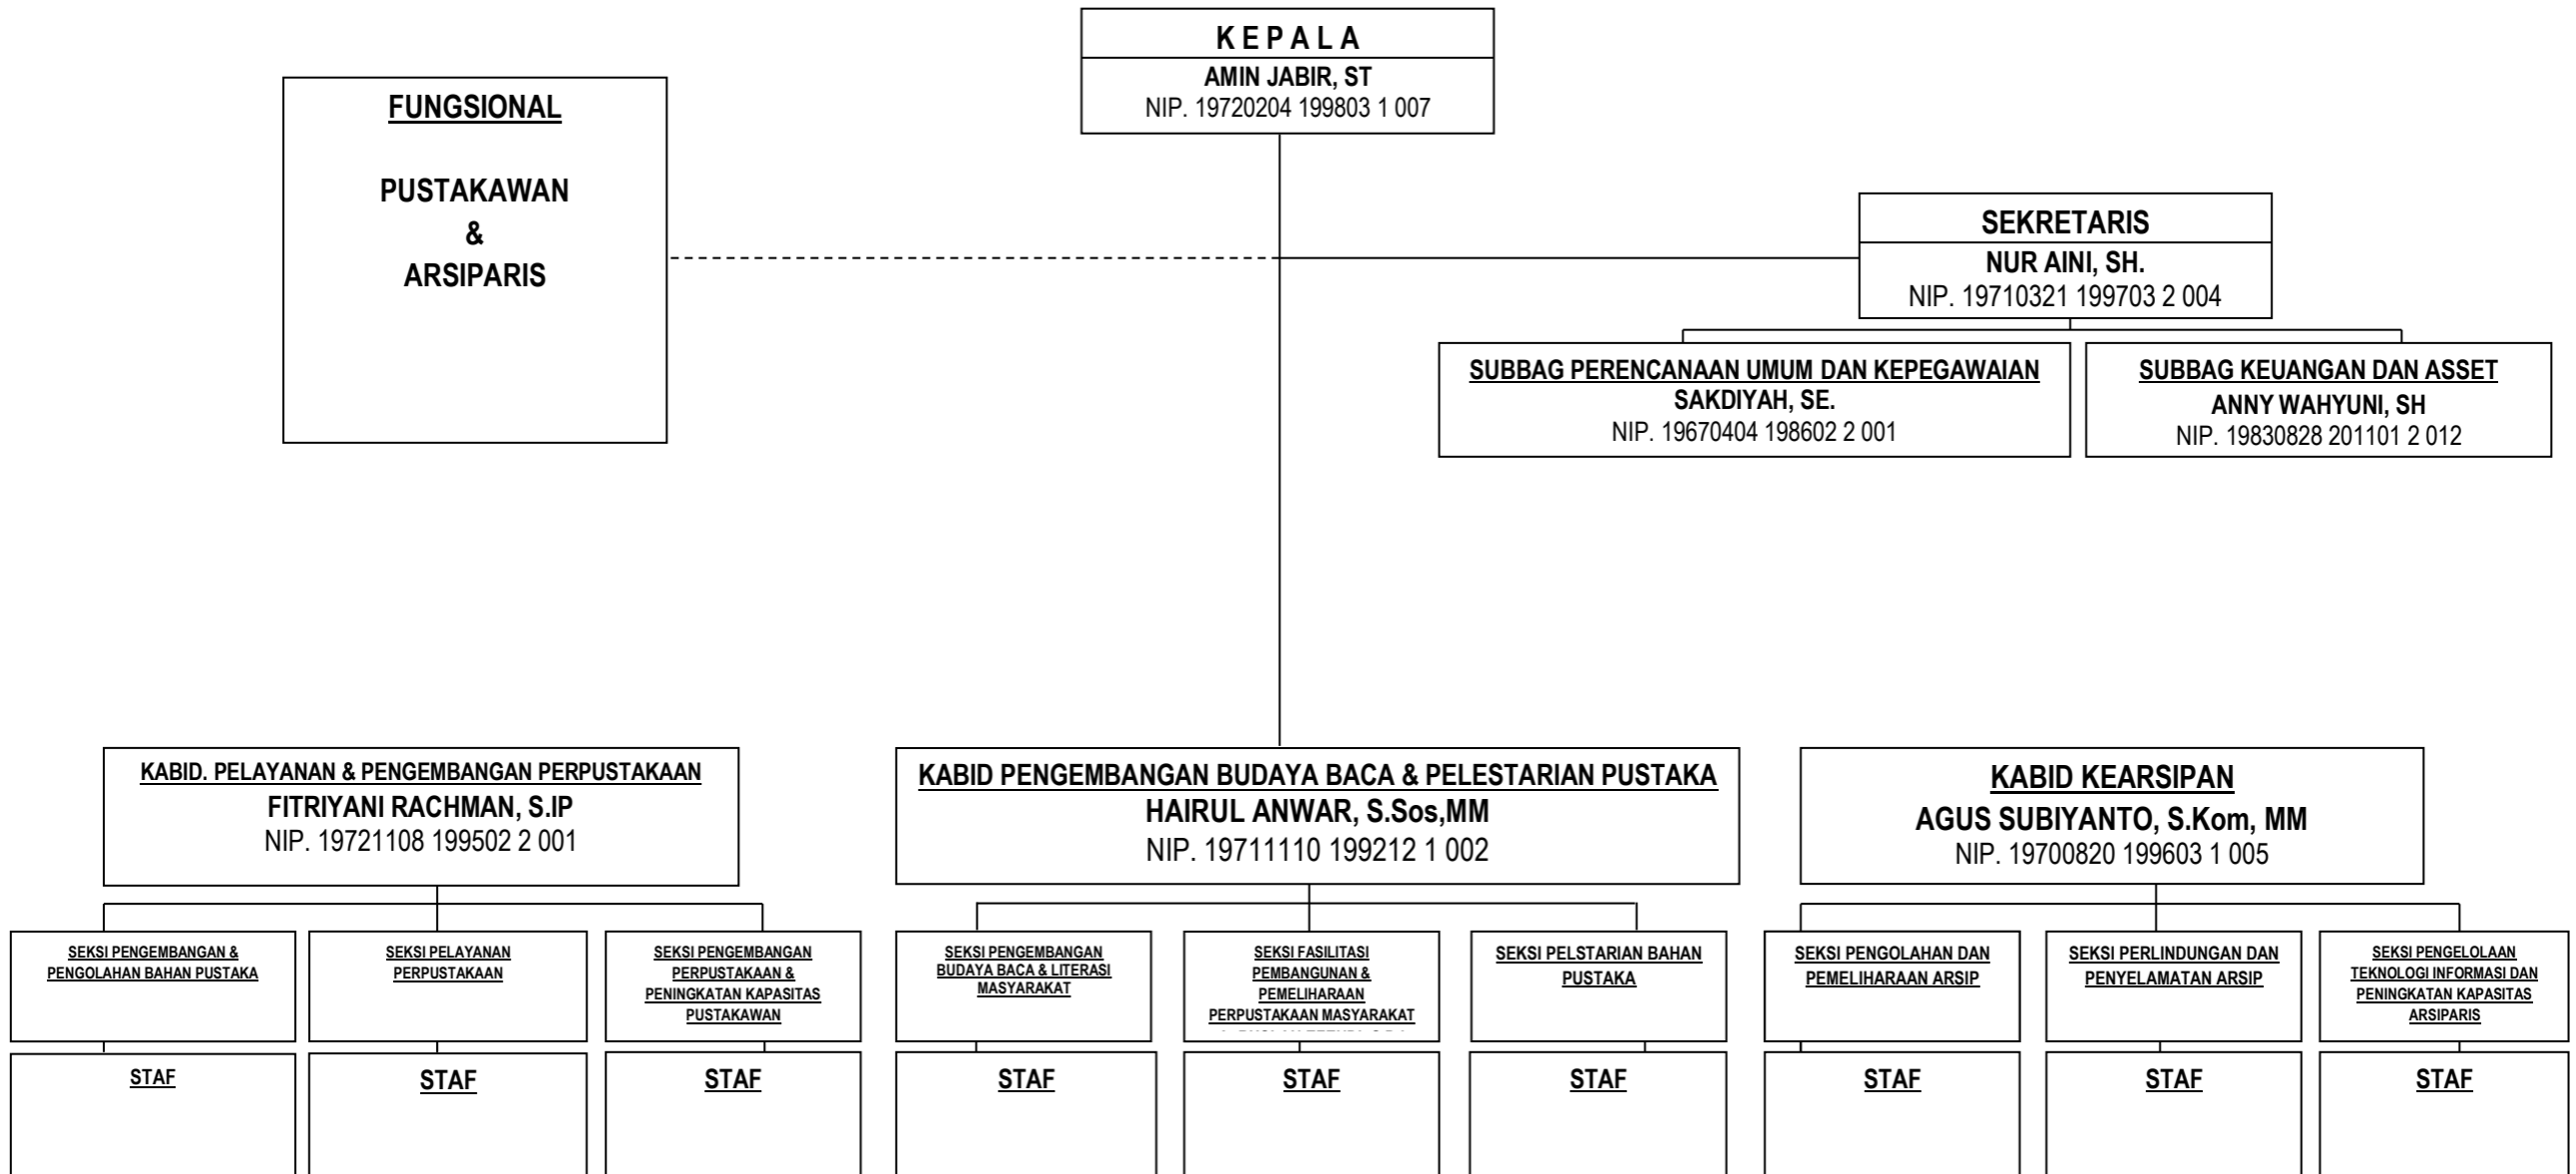 K E P A L A
AMIN JABIR, ST
NIP. 19720204 199803 1 007
FUNGSIONAL
PUSTAKAWAN
&
ARSIPARIS
SEKRETARIS
NUR AINI, SH.
NIP. 19710321 199703 2 004
SUBBAG PERENCANAAN UMUM DAN KEPEGAWAIAN
SAKDIYAH, SE.
NIP. 19670404 198602 2 001
SUBBAG KEUANGAN DAN ASSET
ANNY WAHYUNI, SH
NIP. 19830828 201101 2 012
KABID. PELAYANAN & PENGEMBANGAN PERPUSTAKAAN
FITRIYANI RACHMAN, S.IP
NIP. 19721108 199502 2 001
KABID PENGEMBANGAN BUDAYA BACA & PELESTARIAN PUSTAKA
HAIRUL ANWAR, S.Sos,MM
NIP. 19711110 199212 1 002
KABID KEARSIPAN
AGUS SUBIYANTO, S.Kom, MM
NIP. 19700820 199603 1 005
SEKSI PENGEMBANGAN &
PENGOLAHAN BAHAN PUSTAKA
SEKSI PELAYANAN
PERPUSTAKAAN
SEKSI PENGEMBANGAN
PERPUSTAKAAN &
PENINGKATAN KAPASITAS
PUSTAKAWAN
SEKSI PENGEMBANGAN
BUDAYA BACA & LITERASI
MASYARAKAT
SEKSI FASILITASI
PEMBANGUNAN &
PEMELIHARAAN
PERPUSTAKAAN MASYARAKAT
SEKSI PELSTARIAN BAHAN
PUSTAKA
SEKSI PENGOLAHAN DAN
PEMELIHARAAN ARSIP
SEKSI PERLINDUNGAN DAN
PENYELAMATAN ARSIP
SEKSI PENGELOLAAN
TEKNOLOGI INFORMASI DAN
PENINGKATAN KAPASITAS
ARSIPARIS
STAF
STAF
STAF
STAF
STAF
STAF
STAF
STAF
STAF